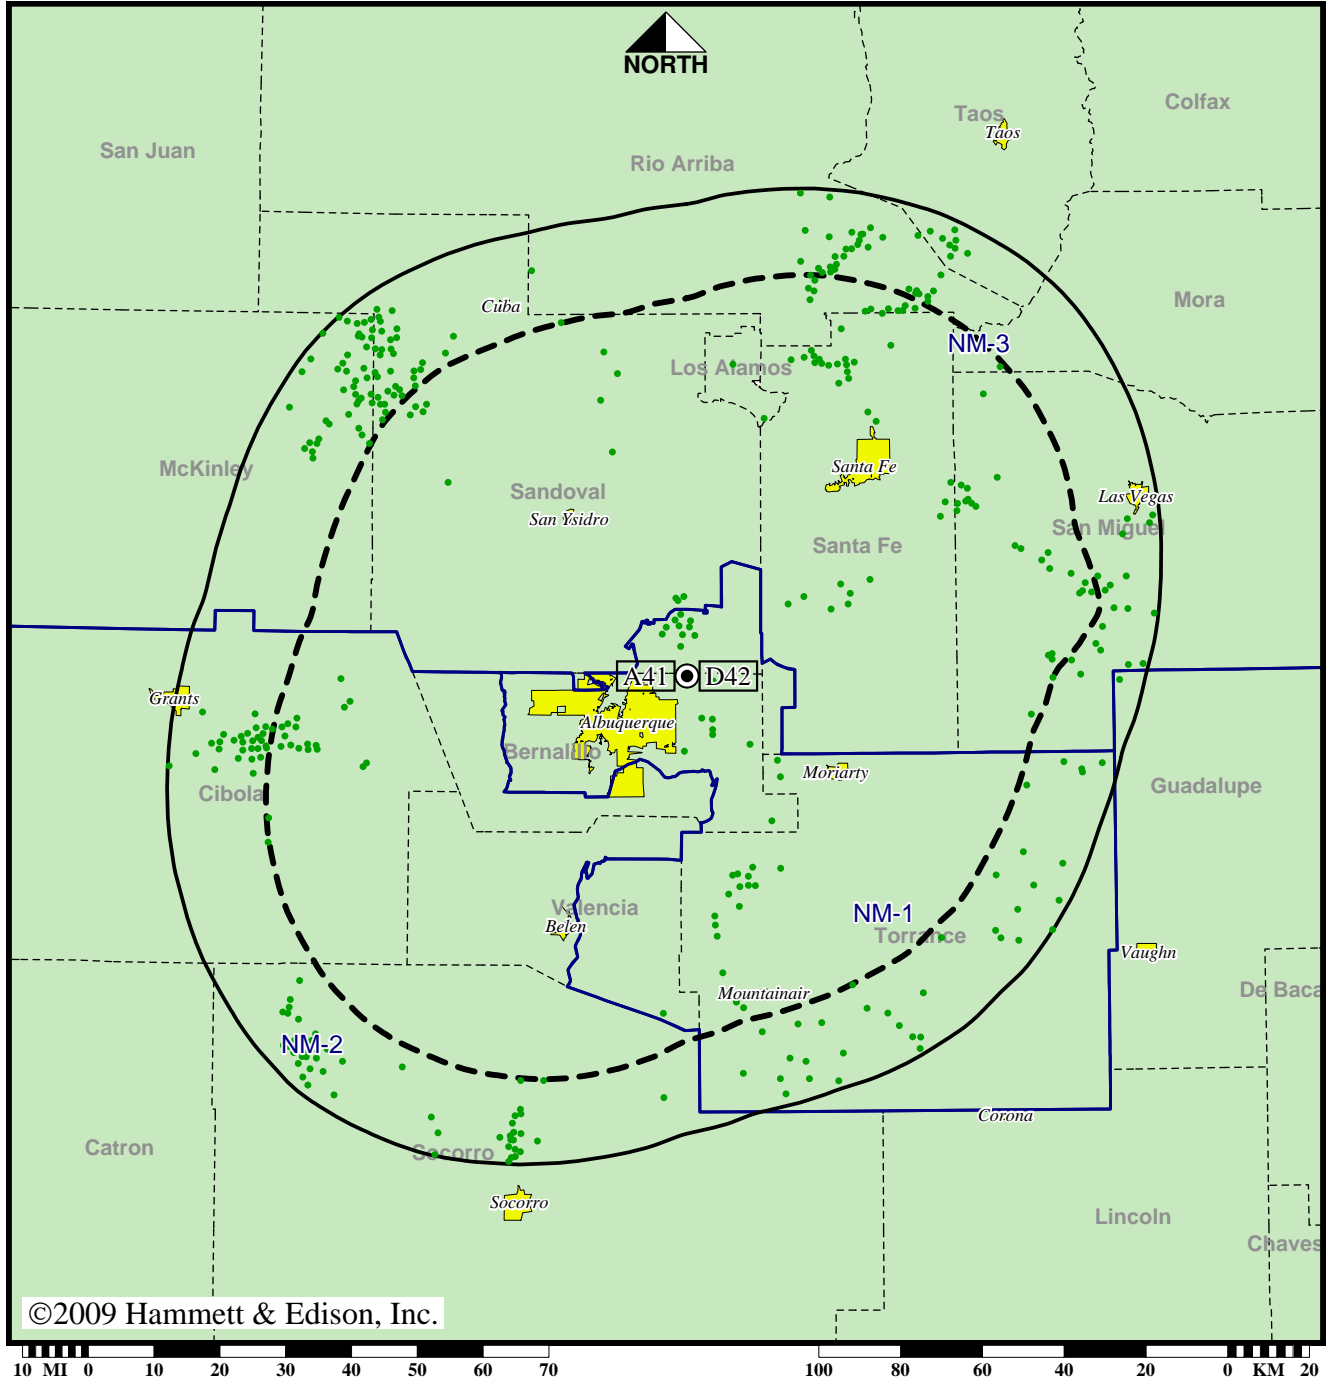 NORTH
Taos
Colfax
Taos
San Juan
Rio Arriba
Cuba
Mora
NM-3
Los Alamos
McKinley
Santa Fe
Sandoval
Las Vegas
San Ysidro
San Miguel
Santa Fe
A41
D42
Grants
Albuquerque
Bernalillo
Moriarty
Cibola
Guadalupe
Valencia
NM-1
Belen
Torrance
Vaughn
Mountainair
De Baca
NM-2
Corona
Catron
Socorro
Socorro
Lincoln
Chaves
©2009 Hammett & Edison, Inc.
10 MI 0 10 20 30 40 50 60 70
100 80 60 40 20 0 KM 20